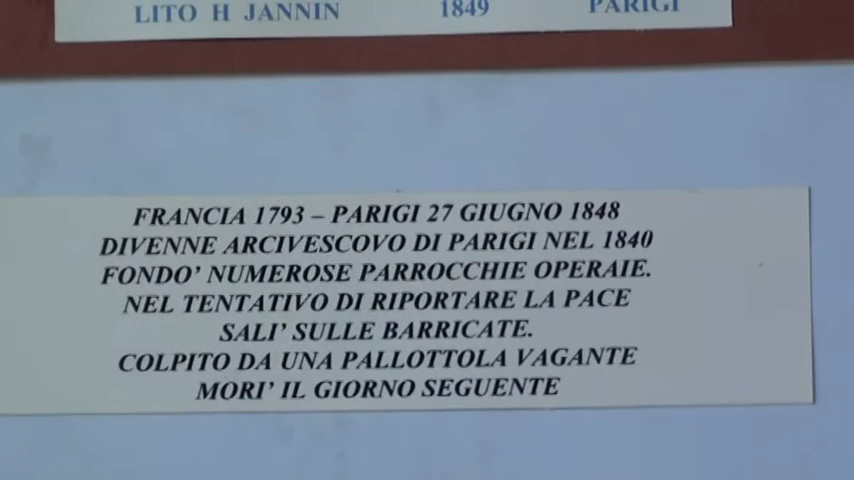 LITO H JANNIN 1849 PARIGI
FRANCIA 1793 – PARIGI 27 GIUGNO 1848
DIVENNE ARCIVESCOVO DI PARIGI NEL 1840
FONDO' NUMEROSE PARROCCHIE OPERAIE.
NEL TENTATIVO DI RIPORTARE LA PACE
SALI' SULLE BARRICATE.
COLPITO DA UNA PALLOTTOLA VAGANTE
MORI' IL GIORNO SEGUENTE